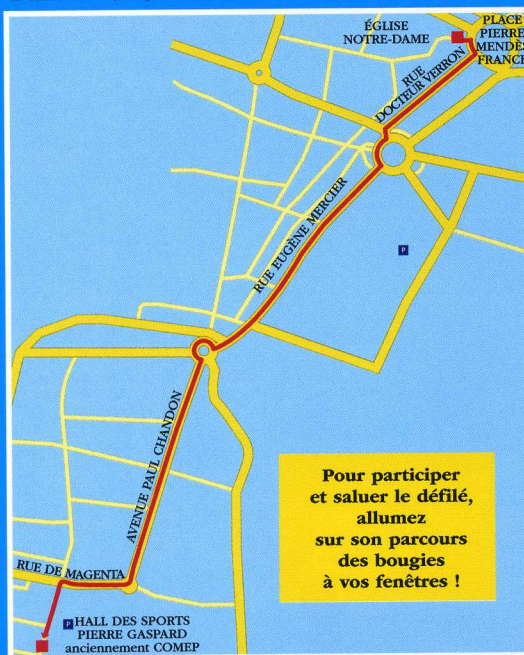 ÉGLISE
NOTRE-DAME
PLACE
PIERRE
MENDÈS
FRANCE
RUE
DOCTEUR VERRON
RUE EUGÈNE MERCIER
P
AVENUE PAUL CHANDON
Pour participer
et saluer le défilé,
allumez
sur son parcours
des bougies
à vos fenêtres !
RUE DE MAGENTA
P
HALL DES SPORTS
PIERRE GASPARD
anciennement COMEP